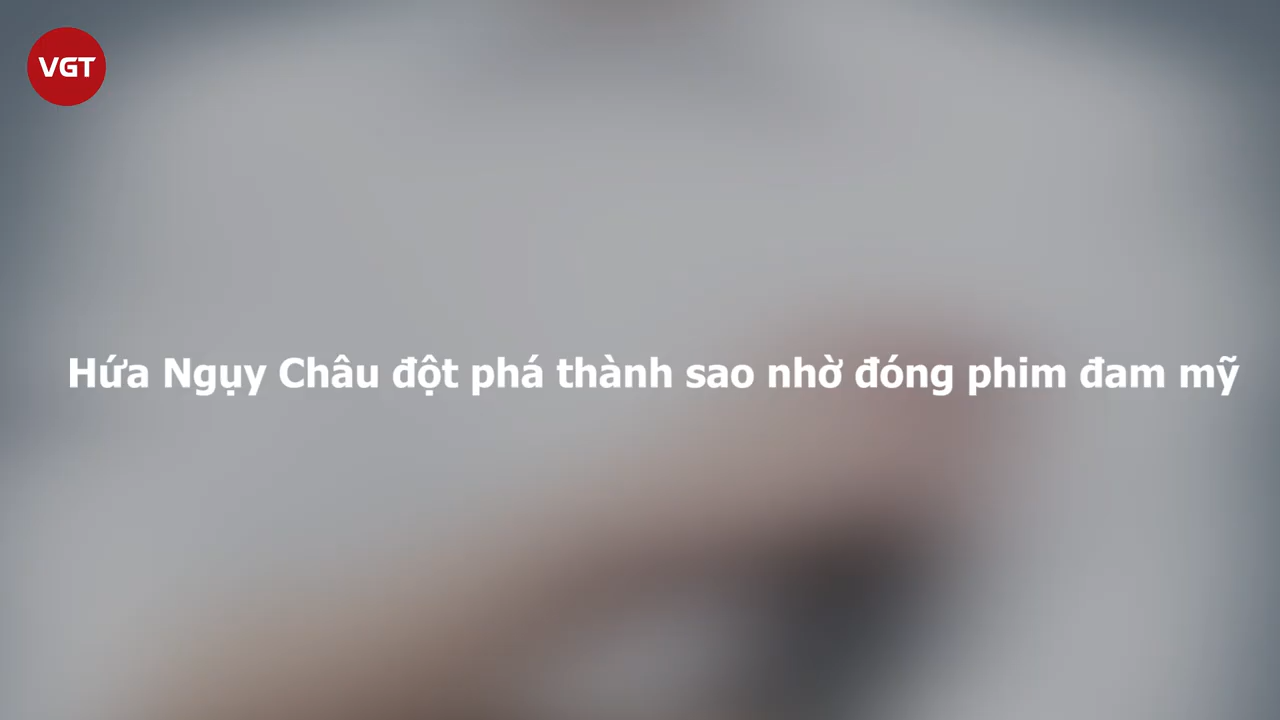 VGT
Hứa Ngụy Châu đột phá thành sao nhờ đóng phim đam mỹ